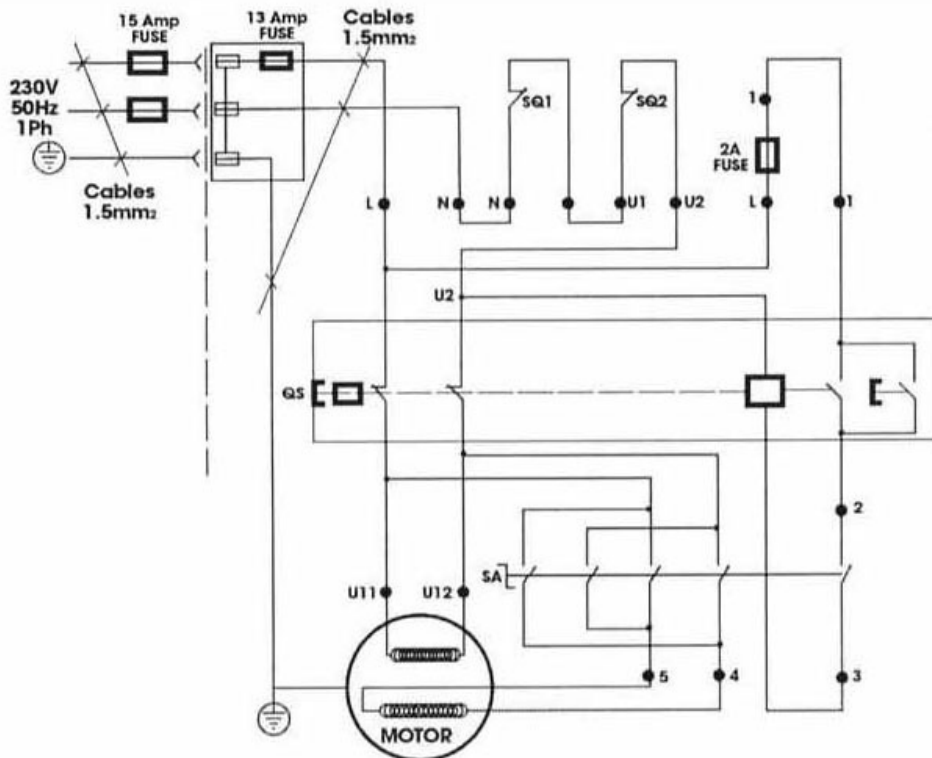 15 Amp
FUSE
13 Amp
FUSE
Cables
1.5mm2
230V
50Hz
1Ph
Cables
1.5mm2
SQ1
SQ2
1
2A
FUSE
L
N
N
U1
U2
L
1
U2
QS
2
SA
U11
U12
5
4
3
MOTOR